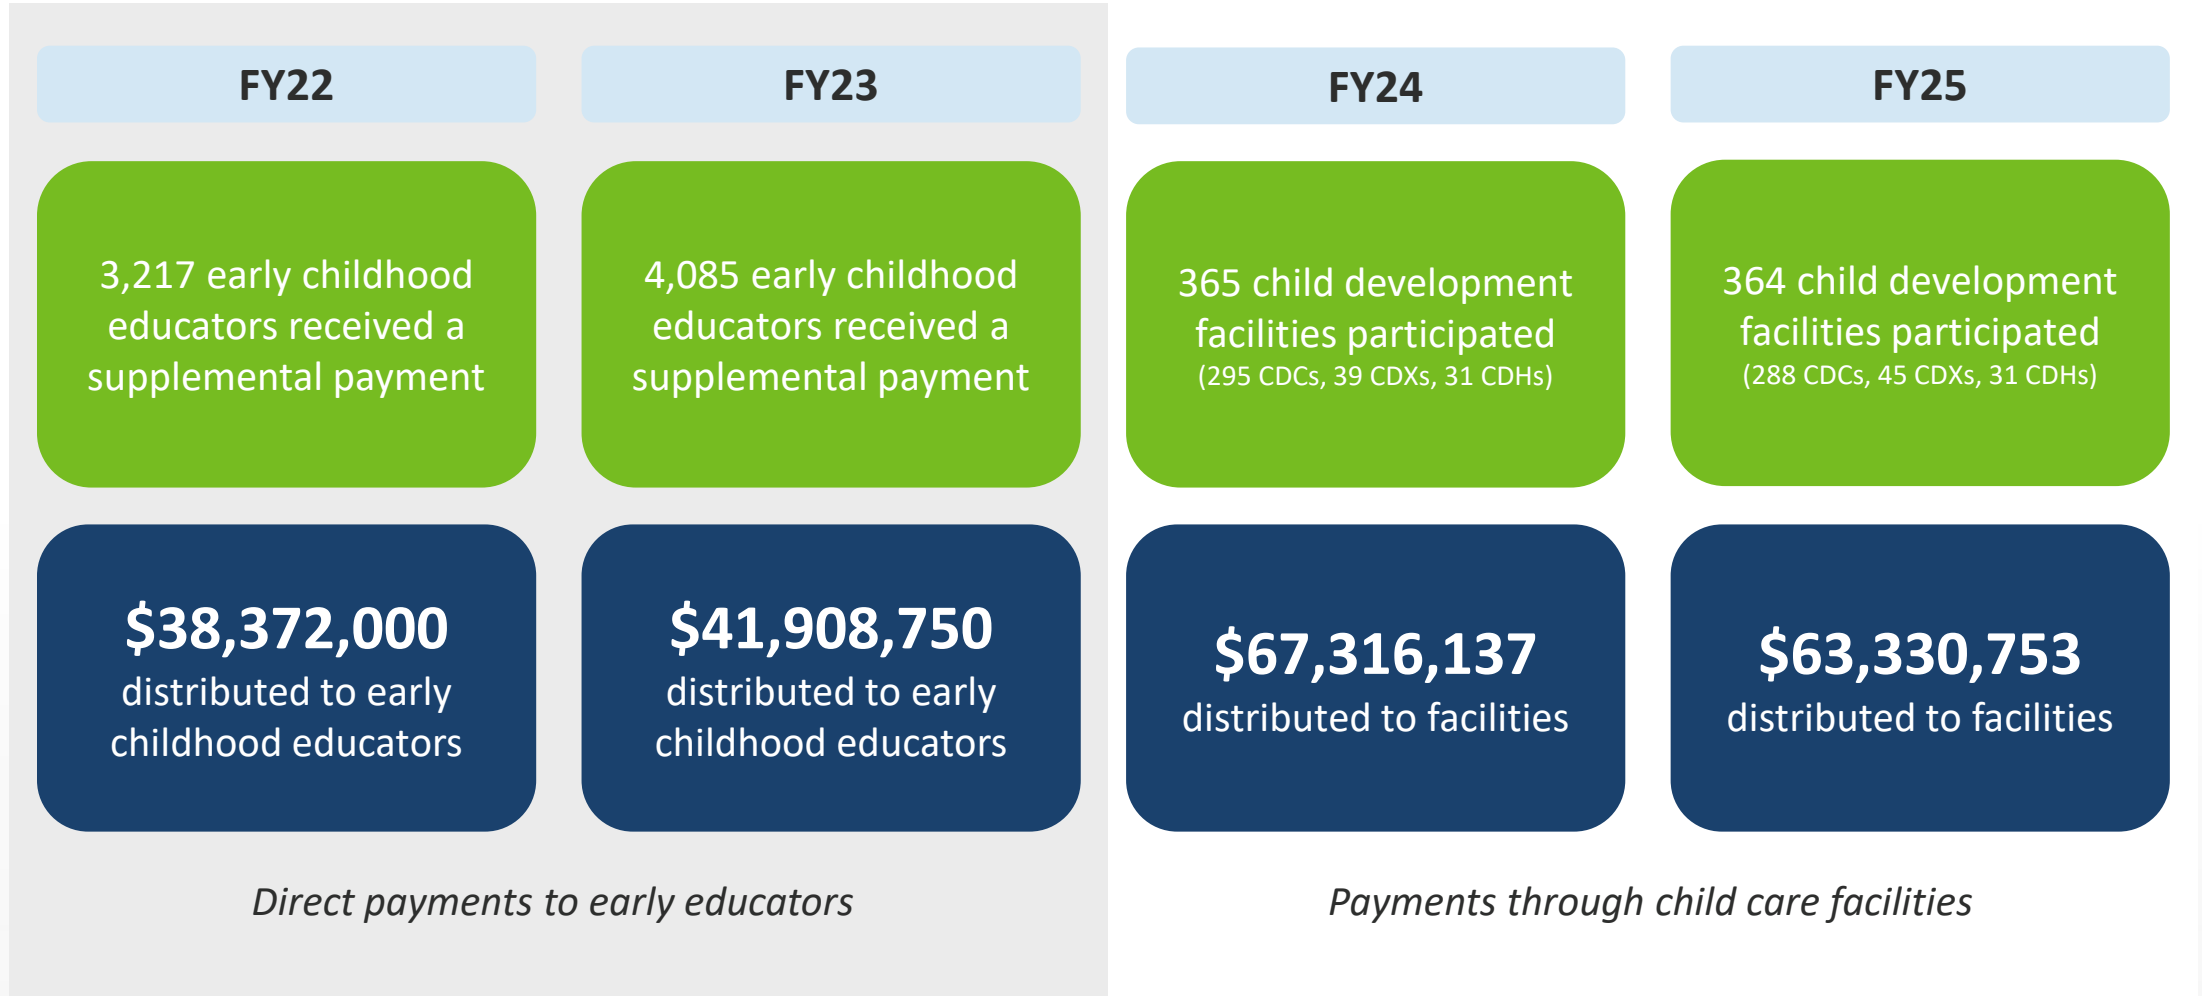 FY22
3,217 early childhood
educators received a
supplemental payment
$38,372,000
distributed to early
childhood educators
FY23
4,085 early childhood
educators received a
supplemental payment
$41,908,750
distributed to early
childhood educators
Direct payments to early educators
FY24
365 child development
facilities participated
(295 CDCs, 39 CDXs, 31 CDHs)
$67,316,137
distributed to facilities
FY25
364 child development
facilities participated
(288 CDCs, 45 CDXs, 31 CDHs)
$63,330,753
distributed to facilities
Payments through child care facilities